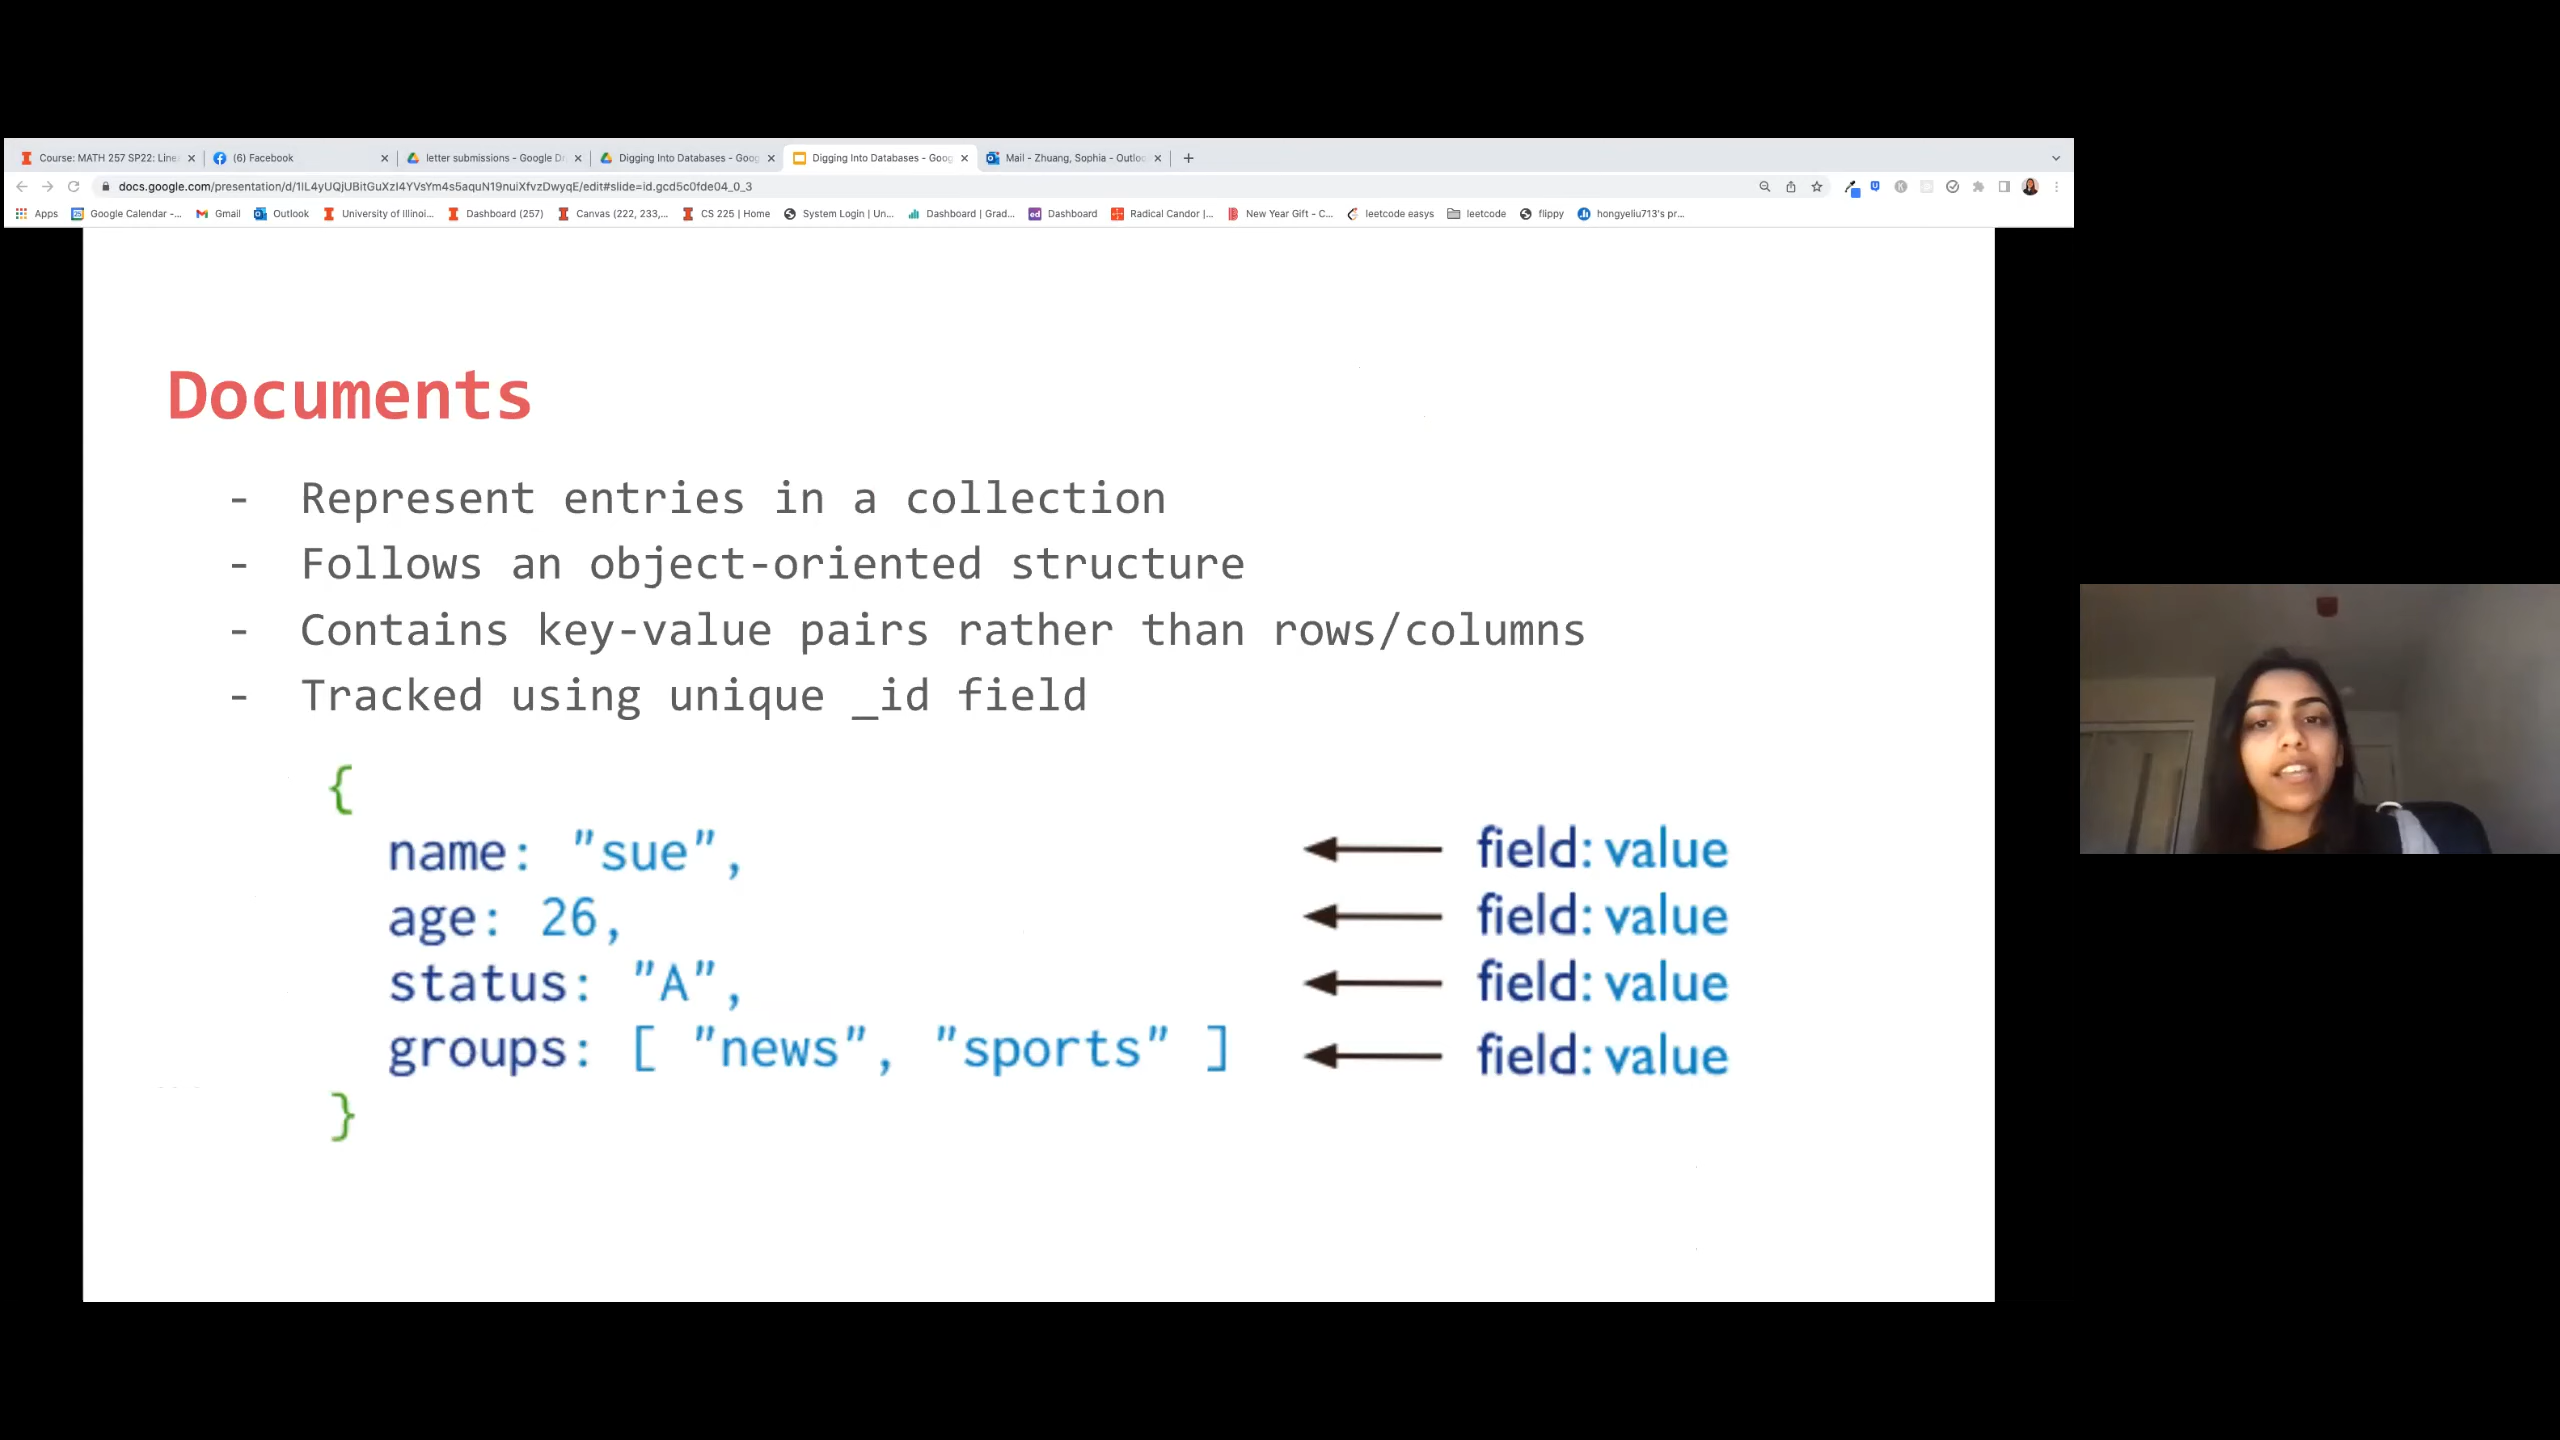 Course: MATH 257 SP22: Line
(6) Facebook
letter submissions - Google Dr
Digging Into Databases - Goog
Digging Into Databases - Goog
Mail - Zhuang, Sophia - Outloo
docs.google.com/presentation/d/1IL4yUQjUBitGuXzI4YVsYm4s5aquN19nuiXfvzDwyqE/edit#slide=id.gcd5c0fde04_0_3
Apps
Google Calendar -...
Gmail
Outlook
University of Illinoi...
Dashboard (257)
Canvas (222, 233,...
CS 225 | Home
System Login | Un...
Dashboard | Grad...
Dashboard
Radical Candor |...
New Year Gift - C...
leetcode easys
leetcode
flippy
hongyeliu713's pr...
Documents
- Represent entries in a collection
- Follows an object-oriented structure
- Contains key-value pairs rather than rows/columns
- Tracked using unique _id field
{
name: "sue", field: value
age: 26, field: value
status: "A", field: value
groups: [ "news", "sports" ] field: value
}